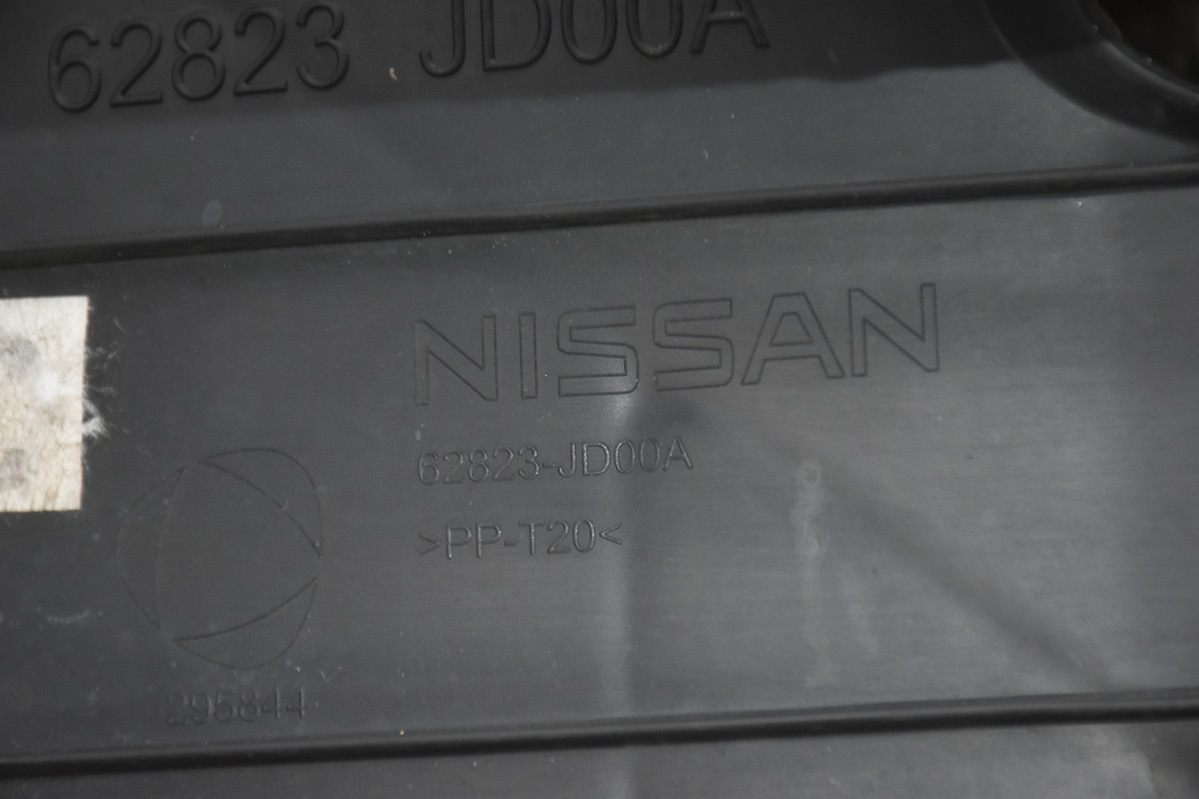 62823 JD00A
NISSAN
62823-JD00A
>PP-T20<
295844